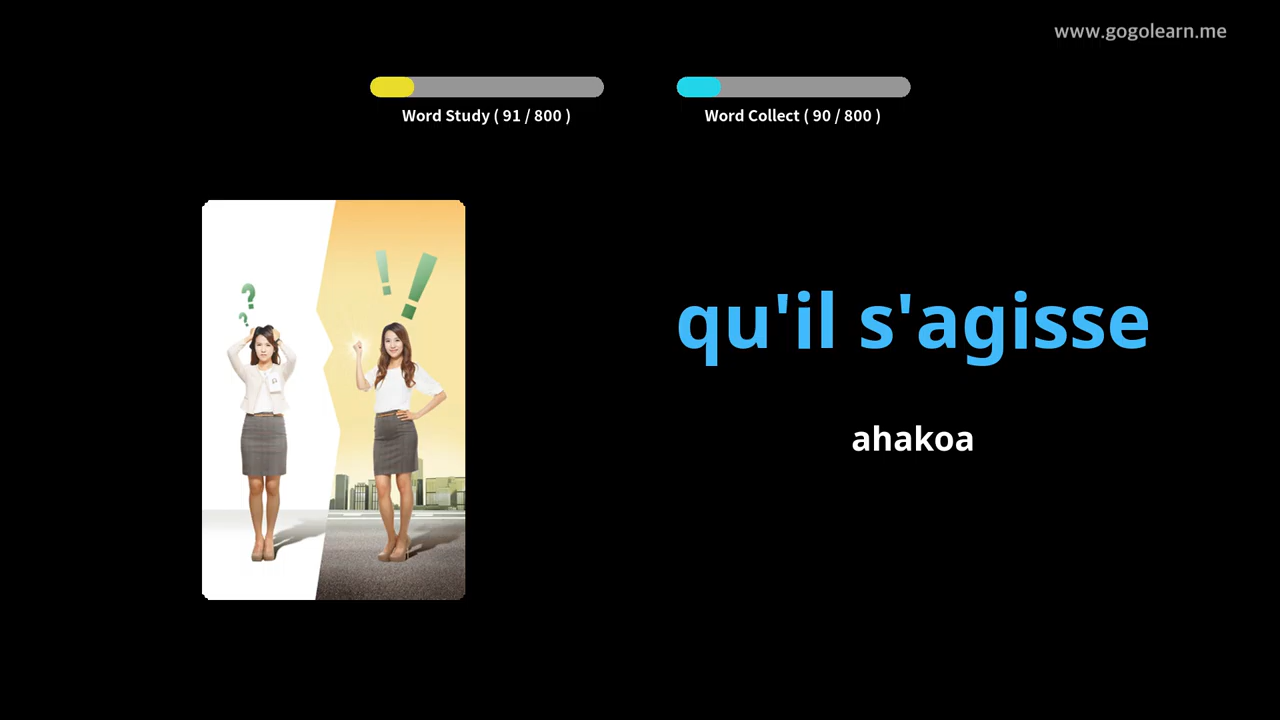 www.gogolearn.me
Word Study ( 91 / 800 )
Word Collect ( 90 / 800 )
? ! !
?
qu'il s'agisse
ahakoa